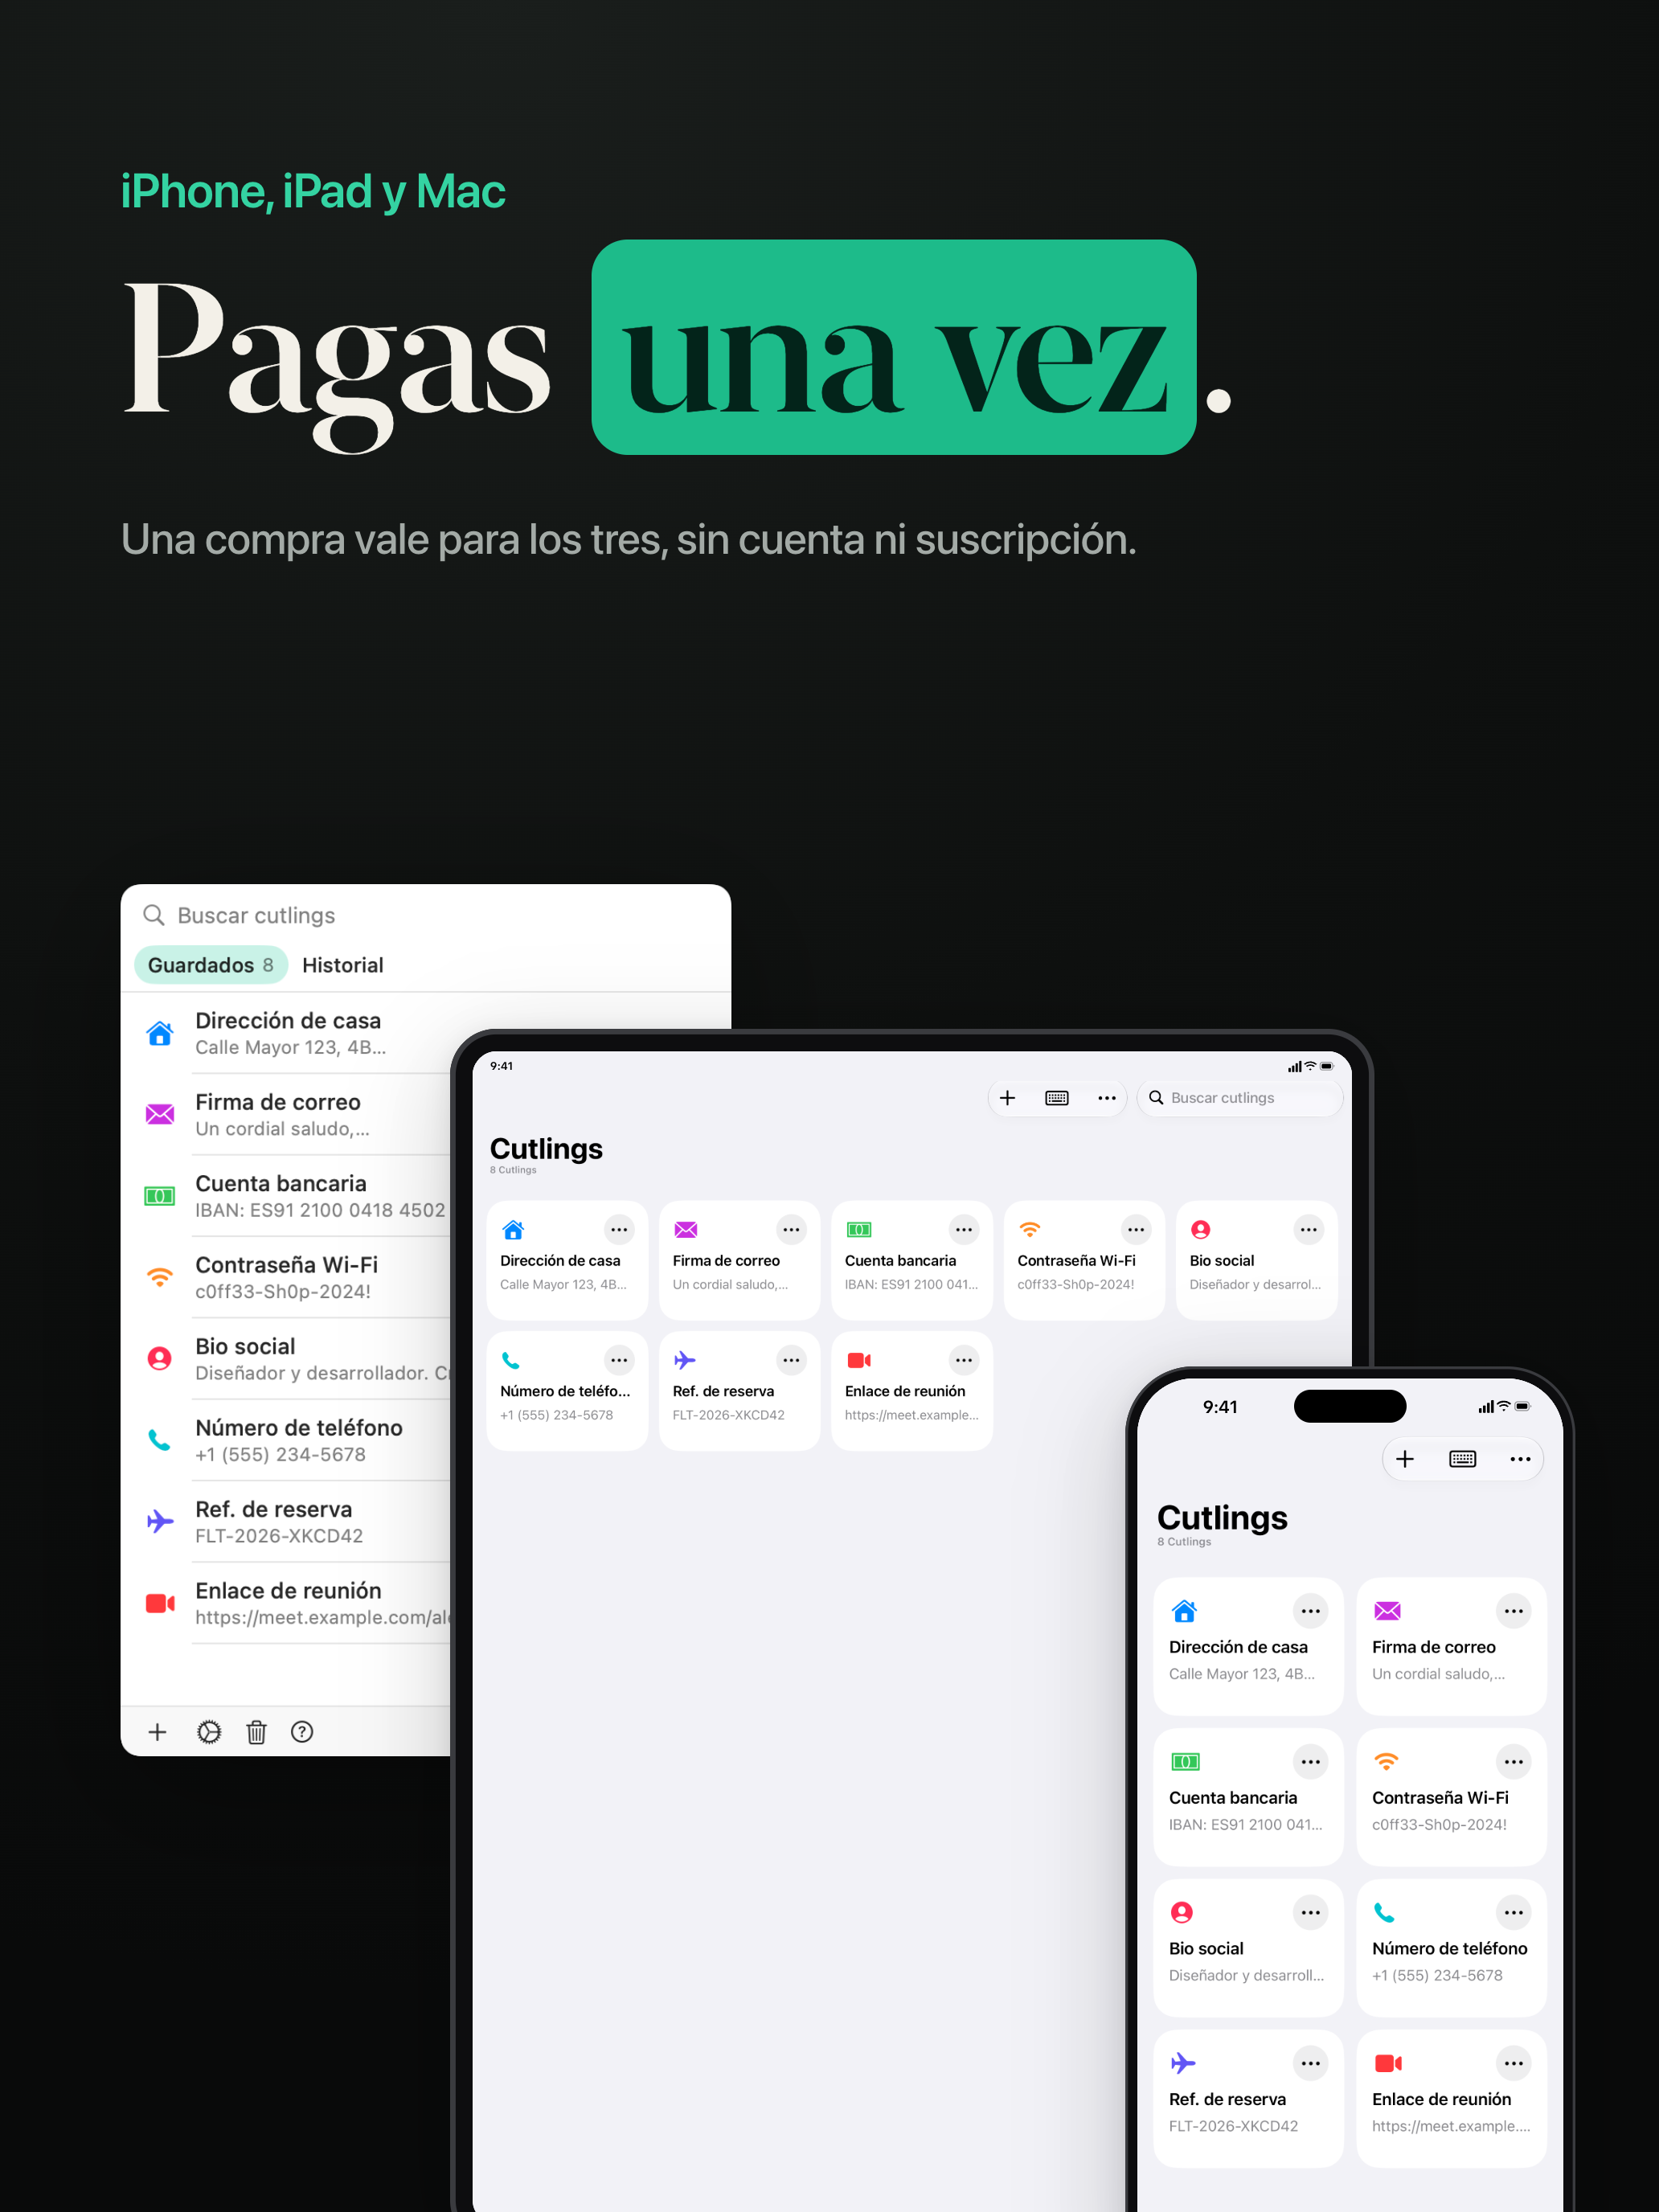 iPhone, iPad y Mac
Pagas una vez.
Una compra vale para los tres, sin cuenta ni suscripción.
Buscar cutlings
Guardados 8 Historial
Dirección de casa
Calle Mayor 123, 4B...
Firma de correo
Un cordial saludo,...
Cuenta bancaria
IBAN: ES91 2100 0418 4502
Contraseña Wi-Fi
c0ff33-Sh0p-2024!
Bio social
Diseñador y desarrollador. Cr
Número de teléfono
+1 (555) 234-5678
Ref. de reserva
FLT-2026-XKCD42
Enlace de reunión
https://meet.example.com/ale
9:41
Buscar cutlings
Cutlings
8 Cutlings
Dirección de casa
Calle Mayor 123, 4B...
Firma de correo
Un cordial saludo,...
Cuenta bancaria
IBAN: ES91 2100 041...
Contraseña Wi-Fi
c0ff33-Sh0p-2024!
Bio social
Diseñador y desarrol...
Número de teléfo...
+1 (555) 234-5678
Ref. de reserva
FLT-2026-XKCD42
Enlace de reunión
https://meet.example...
9:41
Cutlings
8 Cutlings
Dirección de casa
Calle Mayor 123, 4B...
Firma de correo
Un cordial saludo,...
Cuenta bancaria
IBAN: ES91 2100 041...
Contraseña Wi-Fi
c0ff33-Sh0p-2024!
Bio social
Diseñador y desarroll...
Número de teléfono
+1 (555) 234-5678
Ref. de reserva
FLT-2026-XKCD42
Enlace de reunión
https://meet.example....